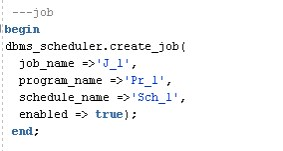 ---job
begin
dbms_scheduler.create_job(
job_name =>'J_1',
program_name =>'Pr_1',
schedule_name =>'Sch_1',
enabled => true);
end;